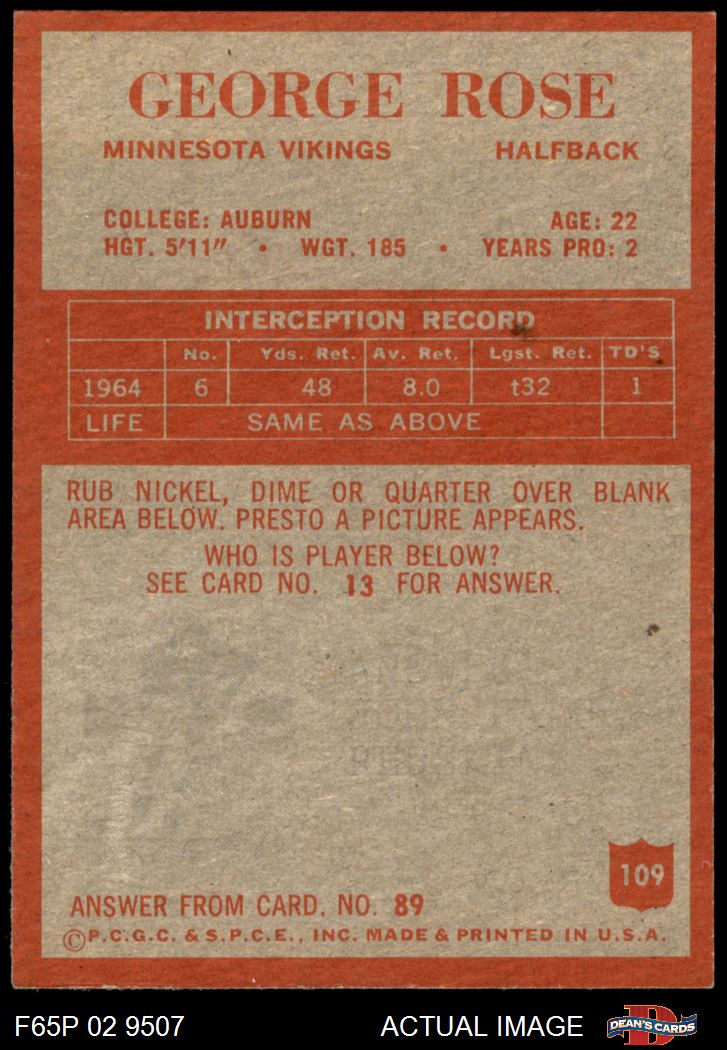 GEORGE ROSE
MINNESOTA VIKINGS HALFBACK
COLLEGE: AUBURN AGE: 22
HGT. 5'11" • WGT. 185 • YEARS PRO: 2
INTERCEPTION RECORD
No. Yds. Ret. Av. Ret. Lgst. Ret. TD'S
1964 6 48 8.0 t32 1
LIFE SAME AS ABOVE
RUB NICKEL, DIME OR QUARTER OVER BLANK
AREA BELOW. PRESTO A PICTURE APPEARS.
WHO IS PLAYER BELOW?
SEE CARD NO. 13 FOR ANSWER.
109
ANSWER FROM CARD. NO. 89
©P.C.G.C. & S.P.C.E., INC. MADE & PRINTED IN U.S.A.
F65P 02 9507 ACTUAL IMAGE
D
DEAN'S CARDS